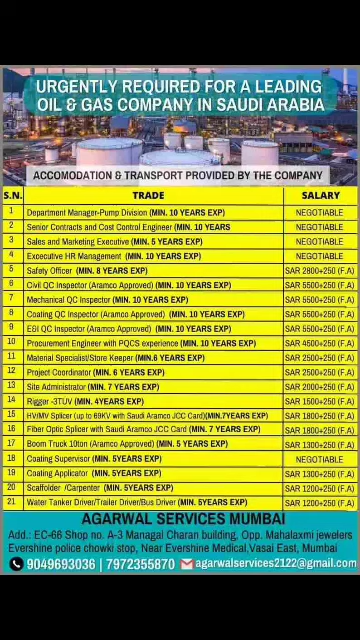 URGENTLY REQUIRED FOR A LEADING
OIL & GAS COMPANY IN SAUDI ARABIA
ACCOMODATION & TRANSPORT PROVIDED BY THE COMPANY
S.N. TRADE SALARY
1 Department Manager-Pump Division (MIN. 10 YEARS EXP) NEGOTIABLE
2 Senior Contracts and Cost Control Engineer (MIN. 10 YEARS NEGOTIABLE
3 Sales and Marketing Executive (MIN. 5 YEARS EXP) NEGOTIABLE
4 Excecutive HR Management (MIN. 10 YEARS EXP) NEGOTIABLE
5 Safety Officer (MIN. 8 YEARS EXP) SAR 2800+250 (F.A)
6 Civil QC Inspector (Aramco Approved) (MIN. 10 YEARS EXP) SAR 5500+250 (F.A)
7 Mechanical QC Inspector (MIN. 10 YEARS EXP) SAR 5500+250 (F.A)
8 Coating QC Inspector (Aramco Approved) (MIN. 10 YEARS EXP) SAR 5500+250 (F.A)
9 E&I QC Inspector (Aramco Approved) (MIN. 10 YEARS EXP) SAR 5500+250 (F.A)
10 Procurement Engineer with PQCS experience (MIN. 10 YEARS EXP) SAR 4500+250 (F.A)
11 Material Specialist/Store Keeper (MIN.6 YEARS EXP) SAR 2500+250 (F.A)
12 Project Coordinator (MIN. 6 YEARS EXP) SAR 2500+250 (F.A)
13 Site Administrator (MIN. 7 YEARS EXP) SAR 2000+250 (F.A)
14 Rigger -3TUV (MIN. 4YEARS EXP) SAR 1500+250 (F.A)
15 HV/MV Splicer (up to 69KV with Saudi Aramco JCC Card)(MIN.7YEARS EXP) SAR 1800+250 (F.A)
16 Fiber Optic Splicer with Saudi Aramco JCC Card (MIN. 7 YEARS EXP) SAR 1800+250 (F.A)
17 Boom Truck 10ton (Aramco Approved) (MIN. 5 YEARS EXP) SAR 1300+250 (F.A)
18 Coating Supervisor (MIN. 5YEARS EXP) NEGOTIABLE
19 Coating Applicator (MIN. 5YEARS EXP) SAR 1300+250 (F.A)
20 Scaffolder /Carpenter (MIN. 5YEARS EXP) SAR 1200+250 (F.A)
21 Water Tanker Driver/Trailer Driver/Bus Driver (MIN. 5YEARS EXP) SAR 1200+250 (F.A)
AGARWAL SERVICES MUMBAI
Add.: EC-66 Shop no. A-3 Managal Charan building, Opp. Mahalaxmi jewelers
Evershine police chowki stop, Near Evershine Medical,Vasai East, Mumbai
9049693036 | 7972355870 agarwalservices2122@gmail.com